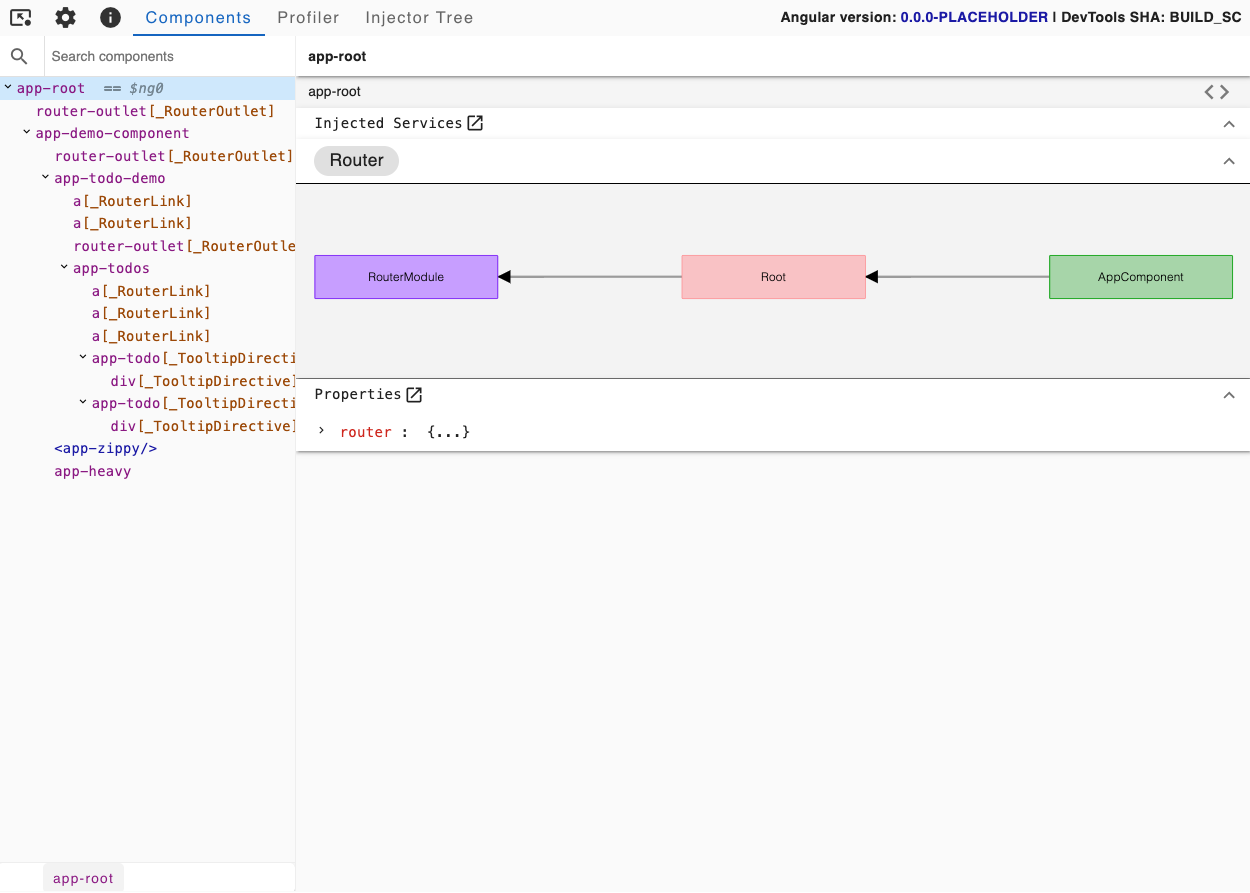 Components Profiler Injector Tree Angular version: 0.0.0-PLACEHOLDER | DevTools SHA: BUILD_SC
Search components
app-root == $ng0
router-outlet[_RouterOutlet]
app-demo-component
router-outlet[_RouterOutlet]
app-todo-demo
a[_RouterLink]
a[_RouterLink]
router-outlet[_RouterOutle
app-todos
a[_RouterLink]
a[_RouterLink]
a[_RouterLink]
app-todo[_TooltipDirecti
div[_TooltipDirective]
app-todo[_TooltipDirecti
div[_TooltipDirective]
<app-zippy/>
app-heavy
app-root
app-root
app-root
Injected Services
Router
RouterModule
Root
AppComponent
Properties
router : {...}